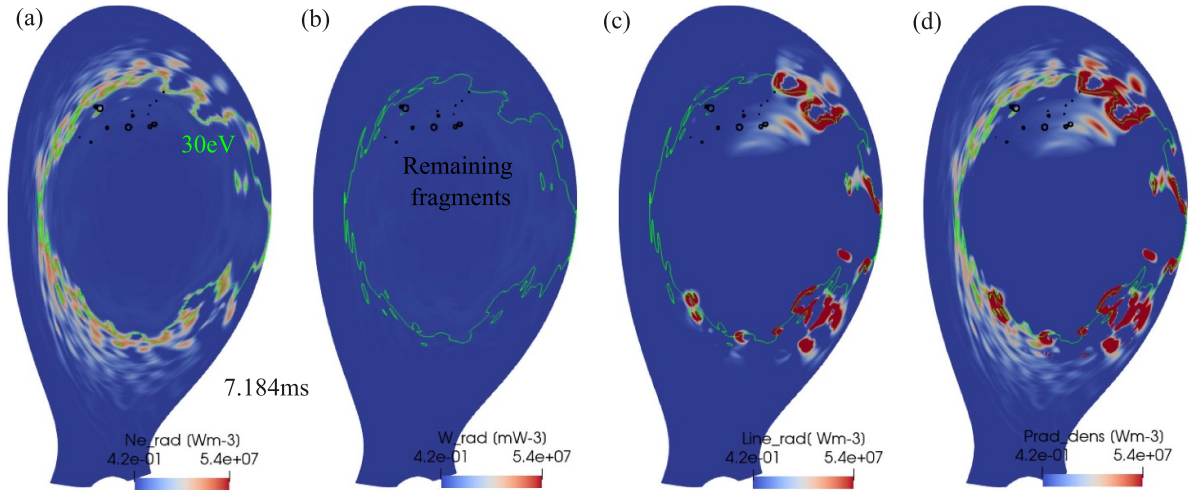 (a) (b) (c) (d)
30eV
Remaining
fragments
7.184ms
Ne_rad (Wm-3) W_rad (mW-3) Line_rad( Wm-3) Prad_dens (Wm-3)
4.2e-01 5.4e+07 4.2e-01 5.4e+07 4.2e-01 5.4e+07 4.2e-01 5.4e+07